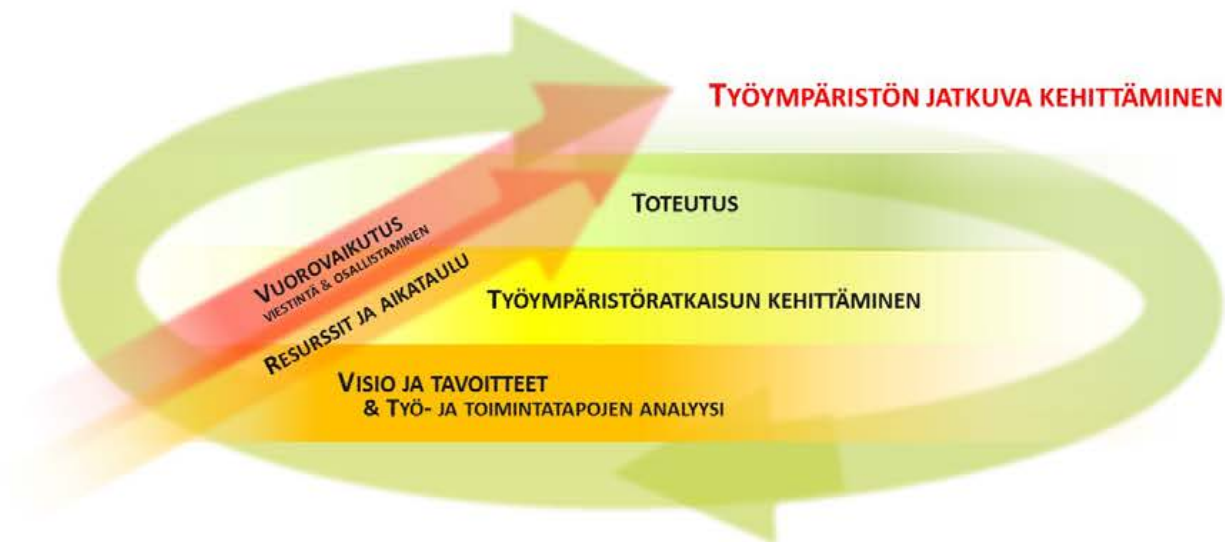 TYÖYMPÄRISTÖN JATKUVA KEHITTÄMINEN
TOTEUTUS
VUOROVAIKUTUS
VIESTINTÄ & OSALLISTAMINEN
RESURSSIT JA AIKATAULU
TYÖYMPÄRISTÖRATKAISUN KEHITTÄMINEN
VISIO JA TAVOITTEET
& TYÖ- JA TOIMINTATAPOJEN ANALYYSI